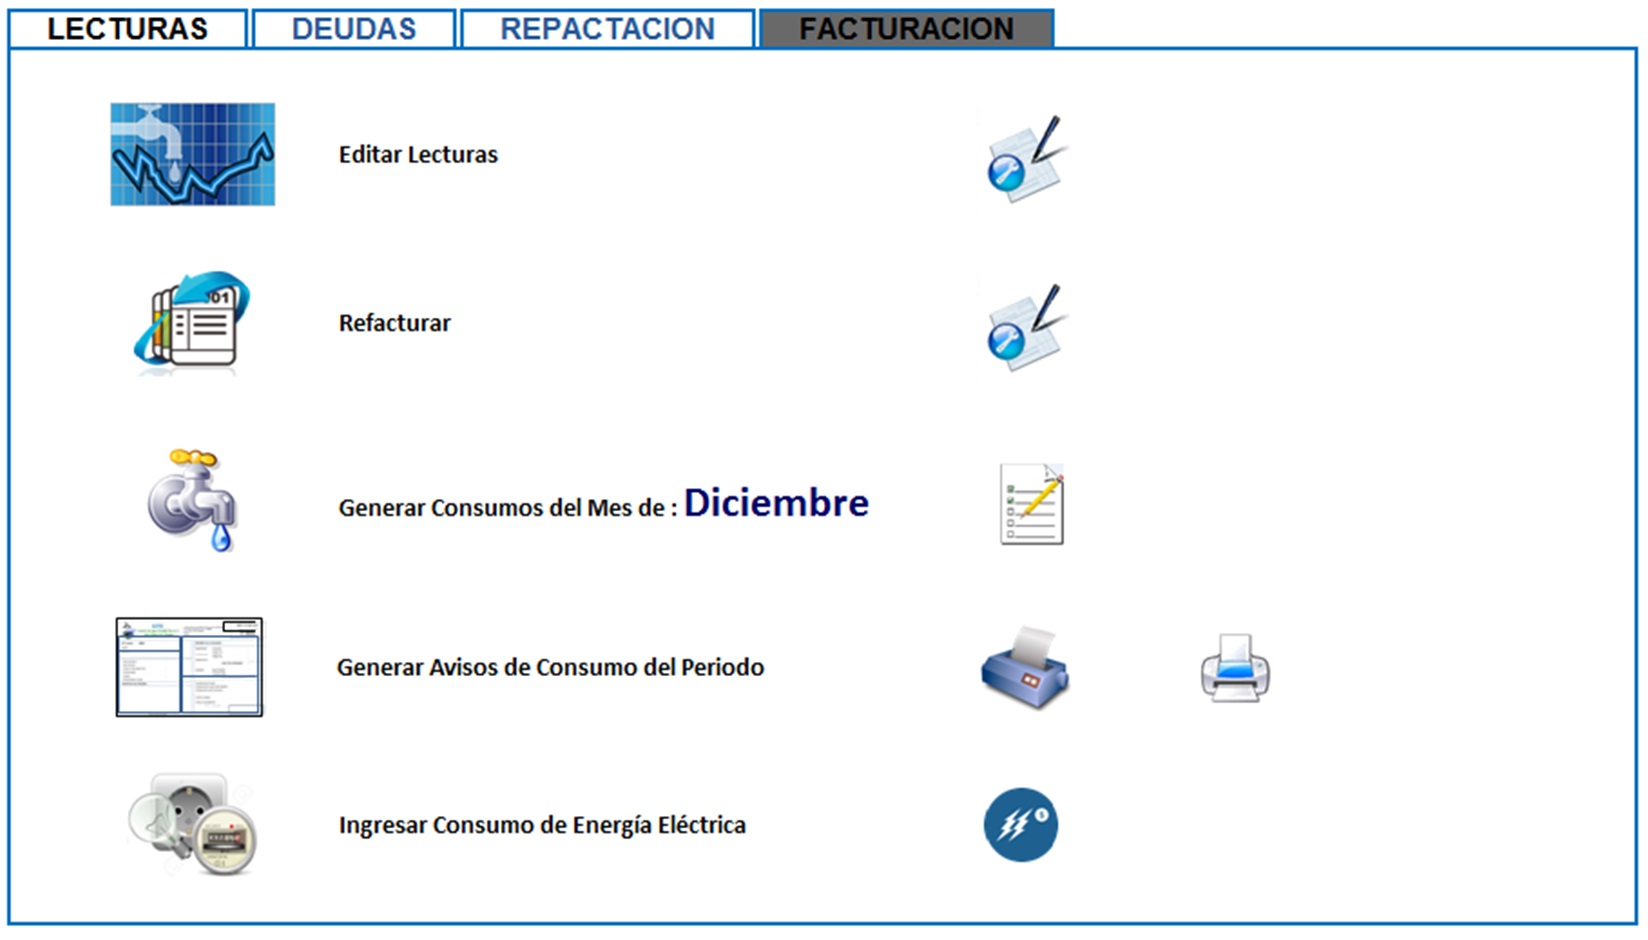 LECTURAS DEUDAS REPACTACION FACTURACION
Editar Lecturas
Refacturar
Generar Consumos del Mes de : Diciembre
Generar Avisos de Consumo del Periodo
Ingresar Consumo de Energía Eléctrica